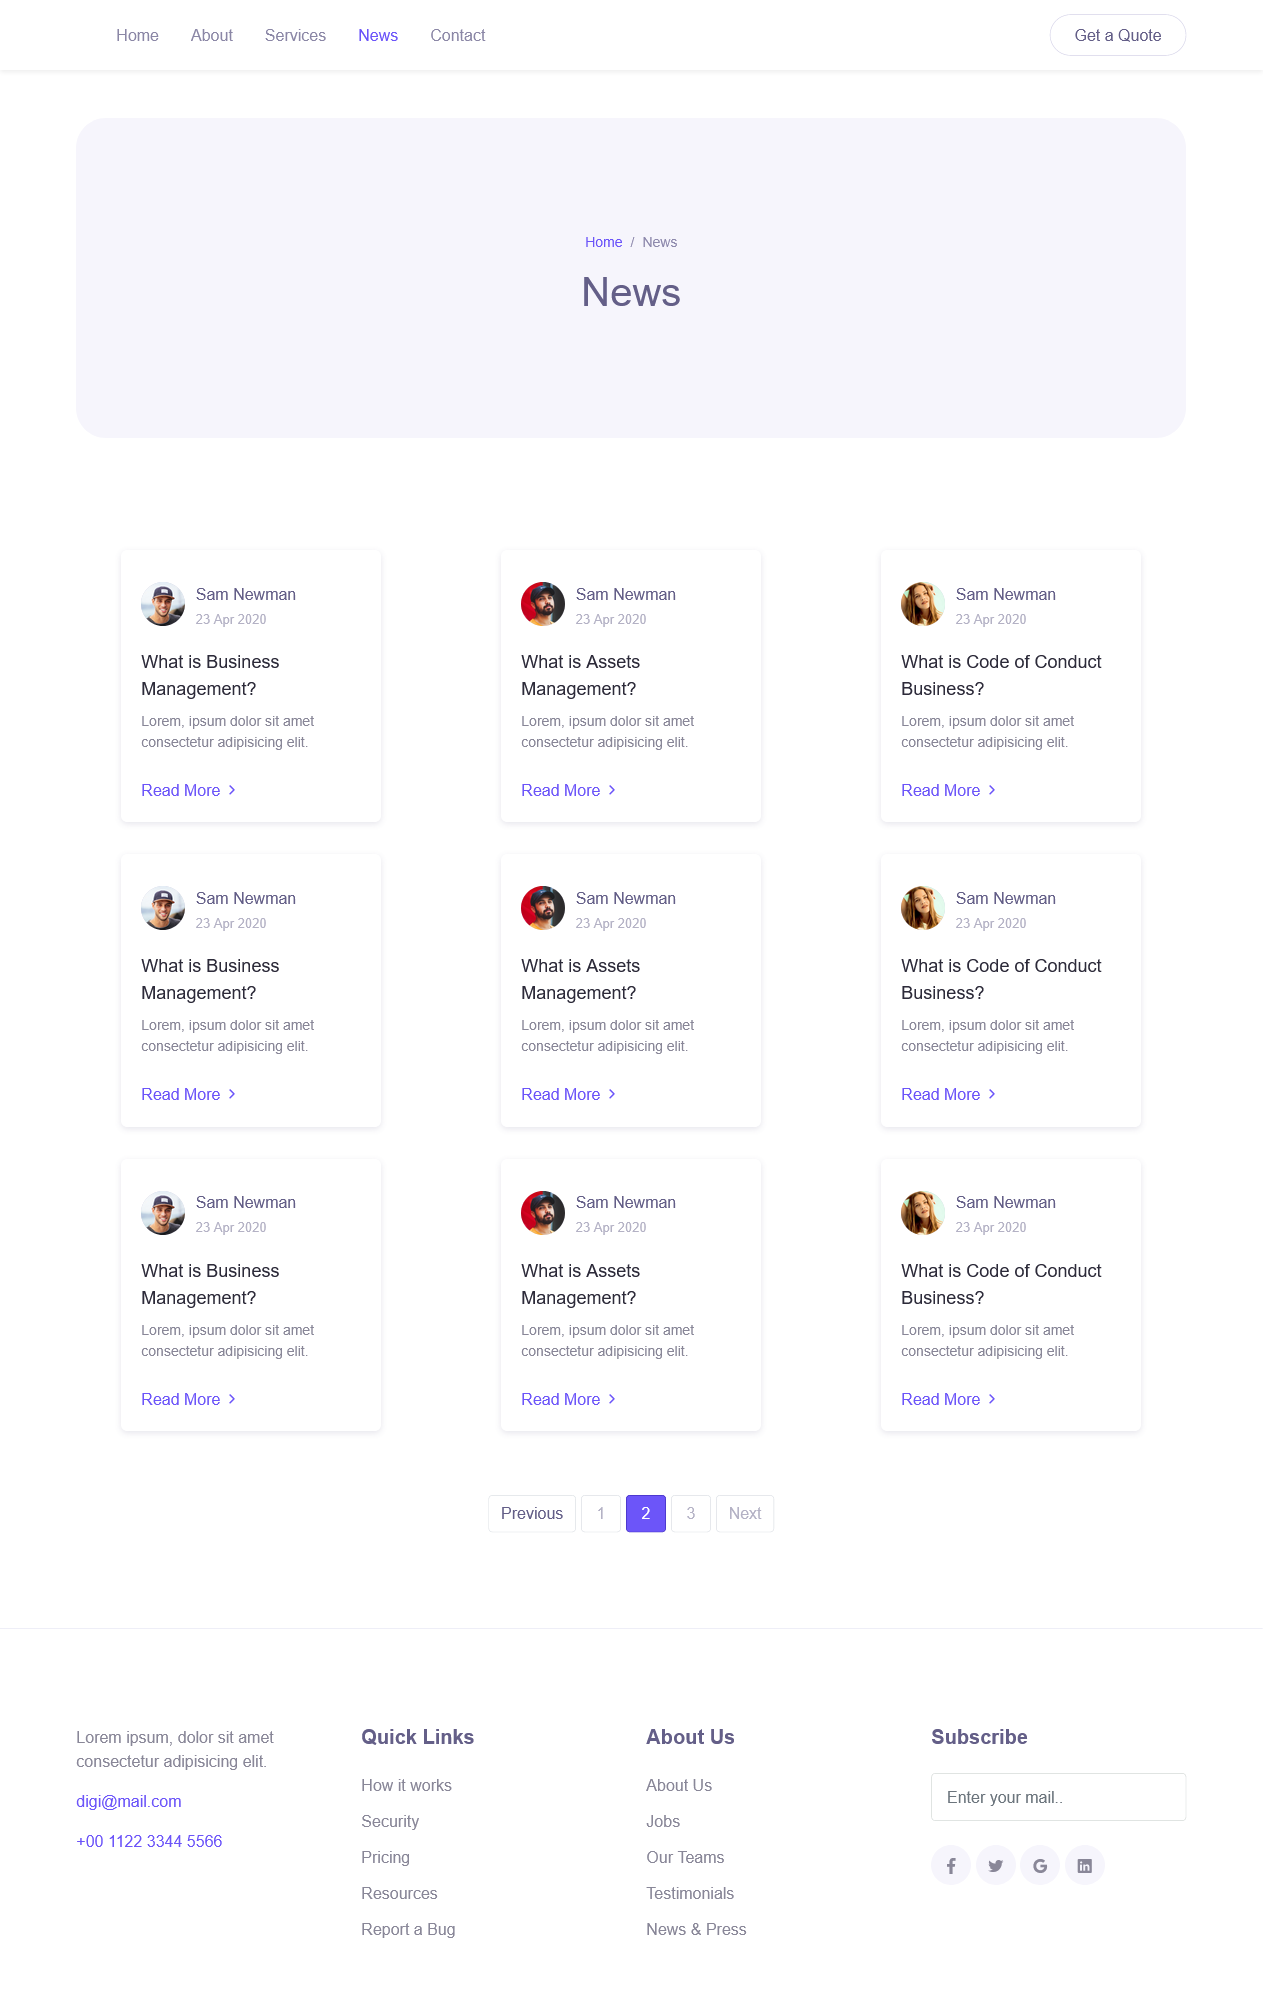 Home About Services News Contact Get a Quote
Home / News
News
Sam Newman
23 Apr 2020
What is Business
Management?
Lorem, ipsum dolor sit amet
consectetur adipisicing elit.
Read More
Sam Newman
23 Apr 2020
What is Assets
Management?
Lorem, ipsum dolor sit amet
consectetur adipisicing elit.
Read More
Sam Newman
23 Apr 2020
What is Code of Conduct
Business?
Lorem, ipsum dolor sit amet
consectetur adipisicing elit.
Read More
Sam Newman
23 Apr 2020
What is Business
Management?
Lorem, ipsum dolor sit amet
consectetur adipisicing elit.
Read More
Sam Newman
23 Apr 2020
What is Assets
Management?
Lorem, ipsum dolor sit amet
consectetur adipisicing elit.
Read More
Sam Newman
23 Apr 2020
What is Code of Conduct
Business?
Lorem, ipsum dolor sit amet
consectetur adipisicing elit.
Read More
Sam Newman
23 Apr 2020
What is Business
Management?
Lorem, ipsum dolor sit amet
consectetur adipisicing elit.
Read More
Sam Newman
23 Apr 2020
What is Assets
Management?
Lorem, ipsum dolor sit amet
consectetur adipisicing elit.
Read More
Sam Newman
23 Apr 2020
What is Code of Conduct
Business?
Lorem, ipsum dolor sit amet
consectetur adipisicing elit.
Read More
Previous 1 2 3 Next
Lorem ipsum, dolor sit amet
consectetur adipisicing elit.
digi@mail.com
+00 1122 3344 5566
Quick Links
How it works
Security
Pricing
Resources
Report a Bug
About Us
About Us
Jobs
Our Teams
Testimonials
News & Press
Subscribe
Enter your mail..